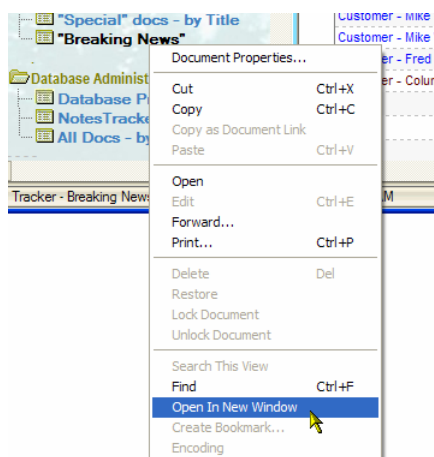 "Special" docs - by Title
"Breaking News"
Customer - Mike
Customer - Mike
er - Fred
er - Colur
Database Administ
Database P
NotesTracke
All Docs - by
Tracker - Breaking News
M
Document Properties...
Cut Ctrl+X
Copy Ctrl+C
Copy as Document Link
Paste Ctrl+V
Open
Edit Ctrl+E
Forward...
Print... Ctrl+P
Delete Del
Restore
Lock Document
Unlock Document
Search This View
Find Ctrl+F
Open In New Window
Create Bookmark...
Encoding